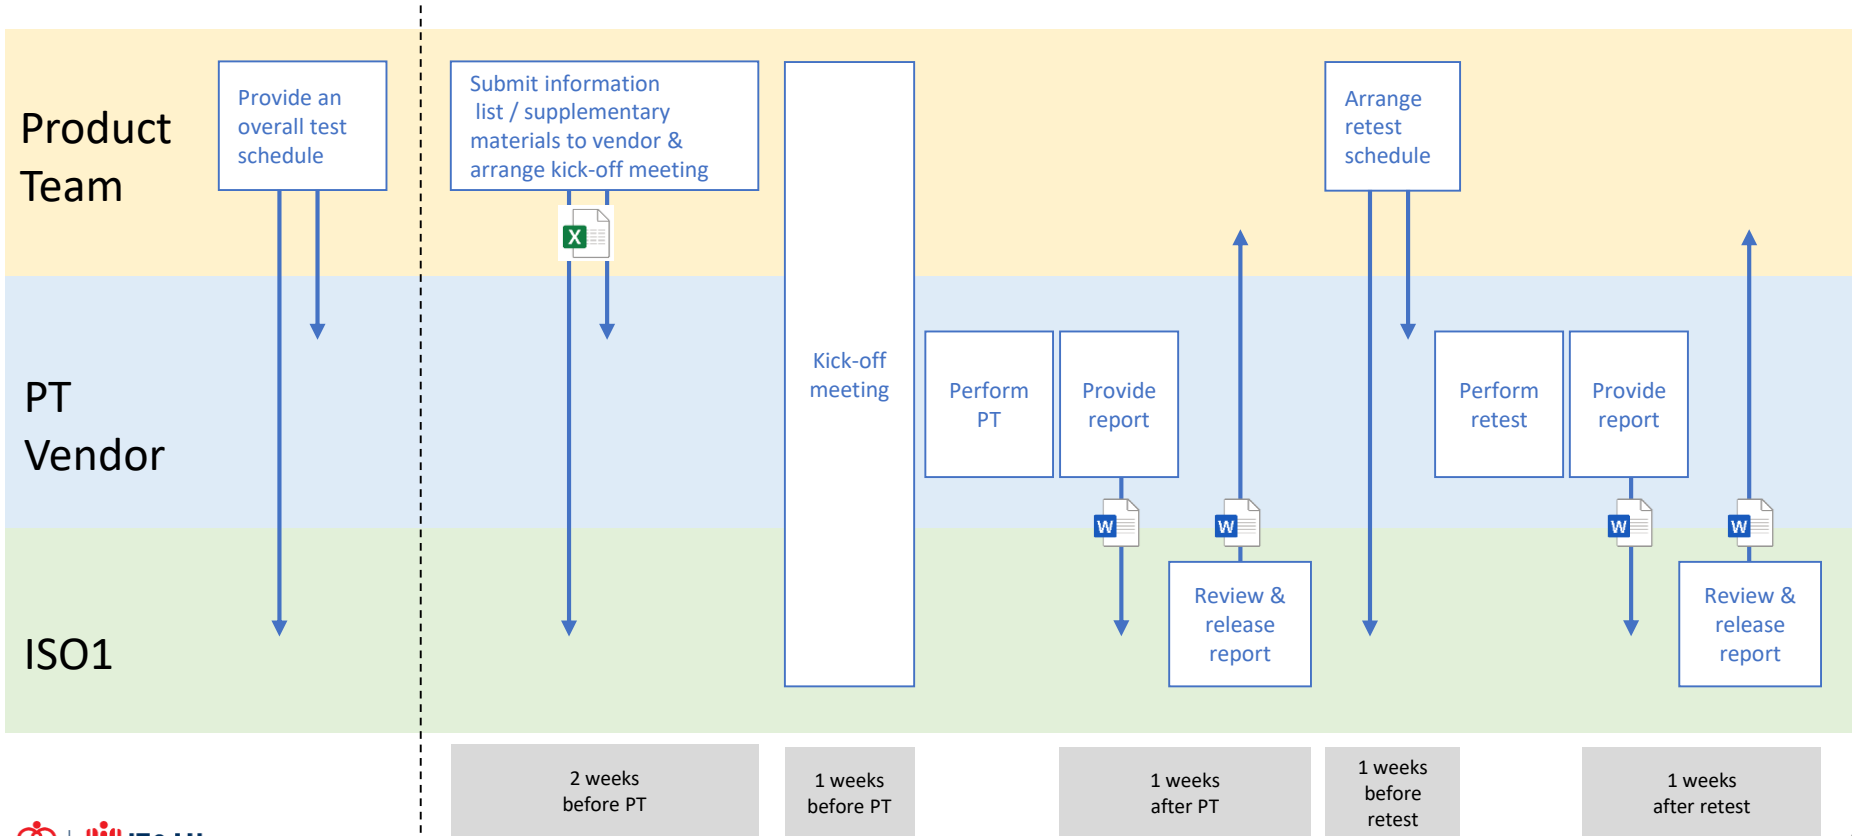 Product
Team
Provide an
overall test
schedule
Submit information
list / supplementary
materials to vendor &
arrange kick-off meeting
Arrange
retest
schedule
X
PT
Vendor
Kick-off
meeting
Perform
PT
Provide
report
Perform
retest
Provide
report
W
W
W
W
ISO1
Review &
release
report
Review &
release
report
2 weeks
before PT
1 weeks
before PT
1 weeks
after PT
1 weeks
before
retest
1 weeks
after retest